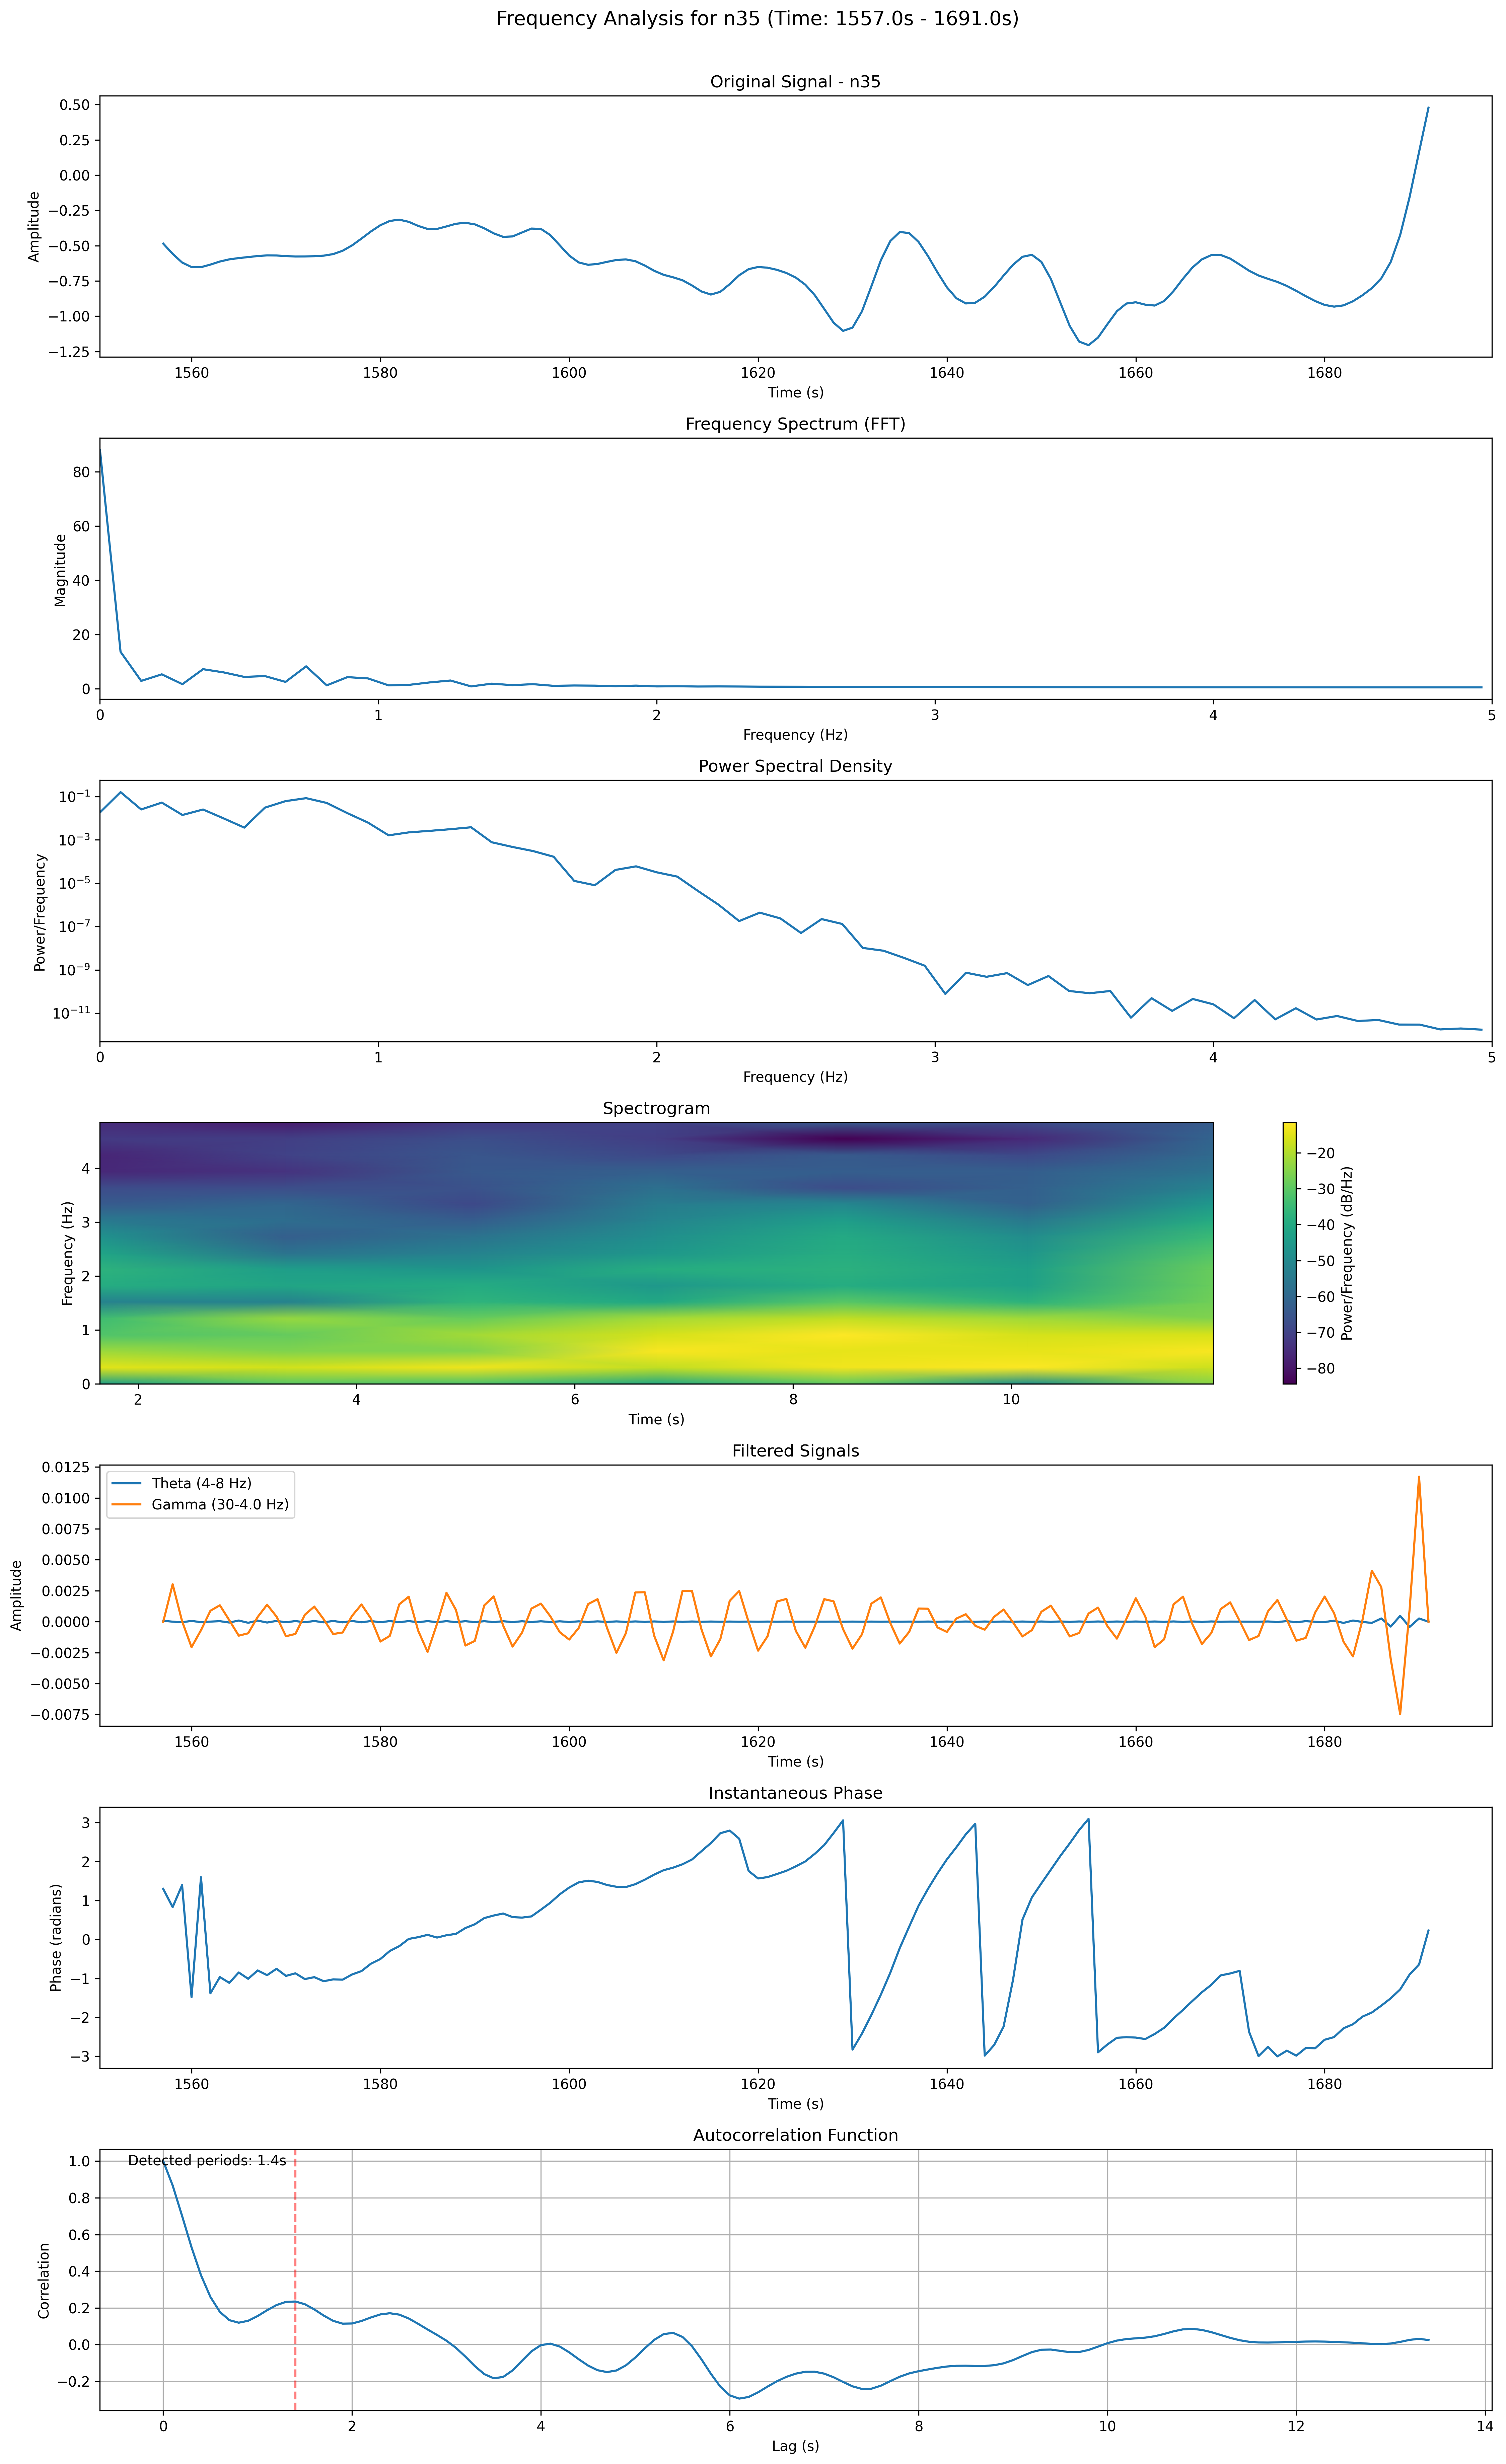 Frequency Analysis for n35 (Time: 1557.0s - 1691.0s)
Original Signal - n35
0.50
0.25
0.00
−0.25
−0.50
−0.75
−1.00
−1.25
Amplitude
1560 1580 1600 1620 1640 1660 1680
Time (s)
Frequency Spectrum (FFT)
80
60
40
20
0
Magnitude
0 1 2 3 4 5
Frequency (Hz)
Power Spectral Density
10⁻¹
10⁻³
10⁻⁵
10⁻⁷
10⁻⁹
10⁻¹¹
Power/Frequency
0 1 2 3 4 5
Frequency (Hz)
Spectrogram
4
3
2
1
0
Frequency (Hz)
2 4 6 8 10
Time (s)
−20
−30
−40
−50
−60
−70
−80
Power/Frequency (dB/Hz)
Filtered Signals
0.0125
0.0100
0.0075
0.0050
0.0025
0.0000
−0.0025
−0.0050
−0.0075
Amplitude
Theta (4-8 Hz)
Gamma (30-4.0 Hz)
1560 1580 1600 1620 1640 1660 1680
Time (s)
Instantaneous Phase
3
2
1
0
−1
−2
−3
Phase (radians)
1560 1580 1600 1620 1640 1660 1680
Time (s)
Autocorrelation Function
Detected periods: 1.4s
1.0
0.8
0.6
0.4
0.2
0.0
−0.2
Correlation
0 2 4 6 8 10 12 14
Lag (s)